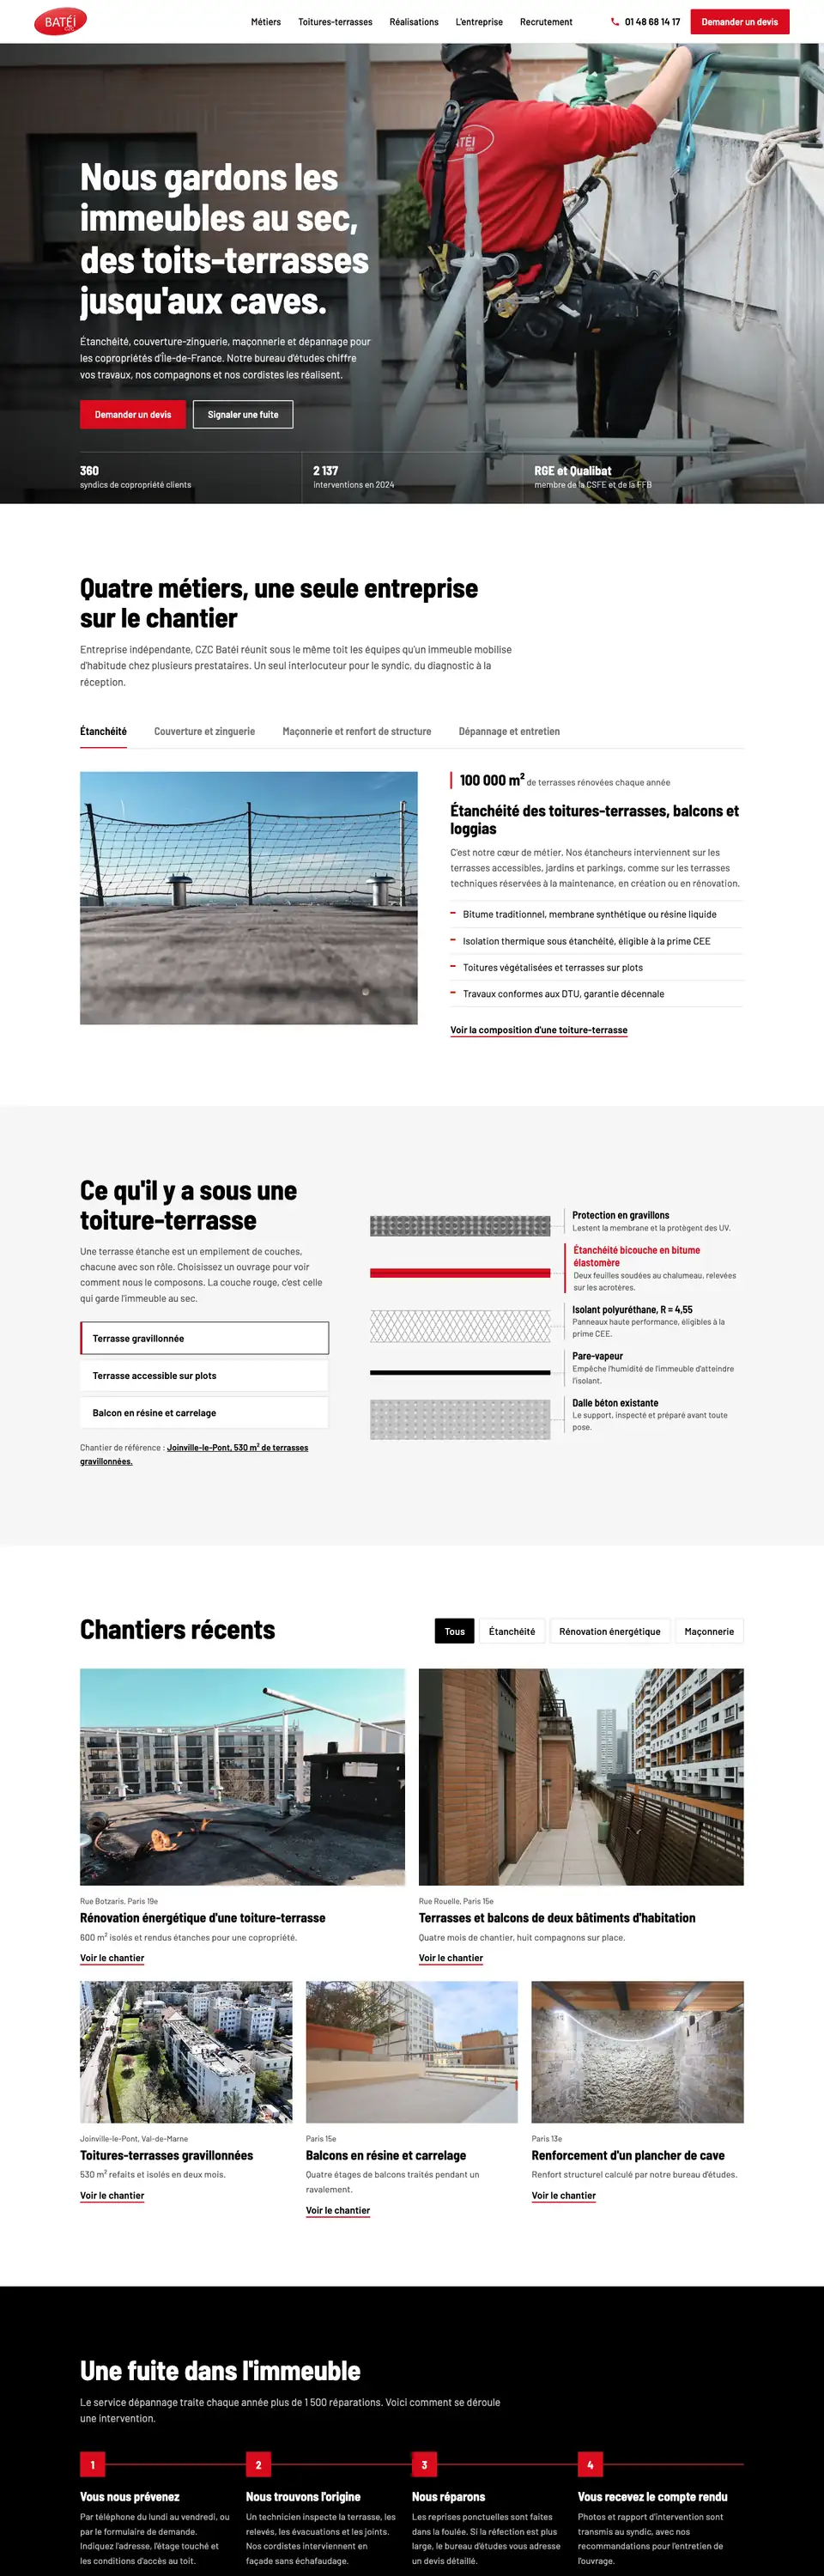 BATÉI
CZC
Métiers
Toitures-terrasses
Réalisations
L'entreprise
Recrutement
01 48 68 14 17
Demander un devis
BATÉI
Nous gardons les
immeubles au sec,
des toits-terrasses
jusqu'aux caves.
Étanchéité, couverture-zinguerie, maçonnerie et dépannage pour
les copropriétés d'Île-de-France. Notre bureau d'études chiffre
vos travaux, nos compagnons et nos cordistes les réalisent.
Demander un devis
Signaler une fuite
360
syndics de copropriété clients
2 137
interventions en 2024
RGE et Qualibat
membre de la CSFE et de la FFB
Quatre métiers, une seule entreprise
sur le chantier
Entreprise indépendante, CZC Batéi réunit sous le même toit les équipes qu'un immeuble mobilise
d'habitude chez plusieurs prestataires. Un seul interlocuteur pour le syndic, du diagnostic à la
réception.
Étanchéité
Couverture et zinguerie
Maçonnerie et renfort de structure
Dépannage et entretien
100 000 m² de terrasses rénovées chaque année
Étanchéité des toitures-terrasses, balcons et
loggias
C'est notre cœur de métier. Nos étancheurs interviennent sur les
terrasses accessibles, jardins et parkings, comme sur les terrasses
techniques réservées à la maintenance, en création ou en rénovation.
Bitume traditionnel, membrane synthétique ou résine liquide
Isolation thermique sous étanchéité, éligible à la prime CEE
Toitures végétalisées et terrasses sur plots
Travaux conformes aux DTU, garantie décennale
Voir la composition d'une toiture-terrasse
Ce qu'il y a sous une
toiture-terrasse
Une terrasse étanche est un empilement de couches,
chacune avec son rôle. Choisissez un ouvrage pour voir
comment nous le composons. La couche rouge, c'est celle
qui garde l'immeuble au sec.
Terrasse gravillonnée
Terrasse accessible sur plots
Balcon en résine et carrelage
Chantier de référence : Joinville-le-Pont, 530 m² de terrasses
gravillonnées.
Protection en gravillons
Lestent la membrane et la protègent des UV.
Étanchéité bicouche en bitume
élastomère
Deux feuilles soudées au chalumeau, relevées
sur les acrotères.
Isolant polyuréthane, R = 4,55
Panneaux haute performance, éligibles à la
prime CEE.
Pare-vapeur
Empêche l'humidité de l'immeuble d'atteindre
l'isolant.
Dalle béton existante
Le support, inspecté et préparé avant toute
pose.
Chantiers récents
Tous
Étanchéité
Rénovation énergétique
Maçonnerie
Rue Botzaris, Paris 19e
Rénovation énergétique d'une toiture-terrasse
600 m² isolés et rendus étanches pour une copropriété.
Voir le chantier
Rue Rouelle, Paris 15e
Terrasses et balcons de deux bâtiments d'habitation
Quatre mois de chantier, huit compagnons sur place.
Voir le chantier
Joinville-le-Pont, Val-de-Marne
Toitures-terrasses gravillonnées
530 m² refaits et isolés en deux mois.
Voir le chantier
Paris 15e
Balcons en résine et carrelage
Quatre étages de balcons traités pendant un
ravalement.
Voir le chantier
Paris 13e
Renforcement d'un plancher de cave
Renfort structurel calculé par notre bureau d'études.
Voir le chantier
Une fuite dans l'immeuble
Le service dépannage traite chaque année plus de 1 500 réparations. Voici comment se déroule
une intervention.
1
Vous nous prévenez
Par téléphone du lundi au vendredi, ou
par le formulaire de demande.
Indiquez l'adresse, l'étage touché et
les conditions d'accès au toit.
2
Nous trouvons l'origine
Un technicien inspecte la terrasse, les
relevés, les évacuations et les joints.
Nos cordistes interviennent en
façade sans échafaudage.
3
Nous réparons
Les reprises ponctuelles sont faites
dans la foulée. Si la réfection est plus
large, le bureau d'études vous adresse
un devis détaillé.
4
Vous recevez le compte rendu
Photos et rapport d'intervention sont
transmis au syndic, avec nos
recommandations pour l'entretien de
l'ouvrage.